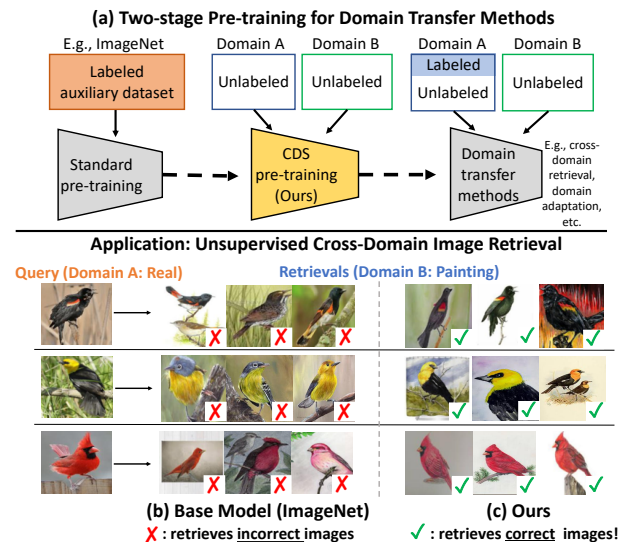 (a) Two-stage Pre-training for Domain Transfer Methods
E.g., ImageNet
Domain A
Domain B
Domain A
Domain B
Labeled
auxiliary dataset
Unlabeled
Unlabeled
Labeled
Unlabeled
Unlabeled
Standard
pre-training
CDS
pre-training
(Ours)
Domain
transfer
methods
E.g., cross-
domain
retrieval,
domain
adaptation,
etc.
Application: Unsupervised Cross-Domain Image Retrieval
Query (Domain A: Real)
Retrievals (Domain B: Painting)
(b) Base Model (ImageNet)
✗ : retrieves incorrect images
(c) Ours
✓ : retrieves correct images!